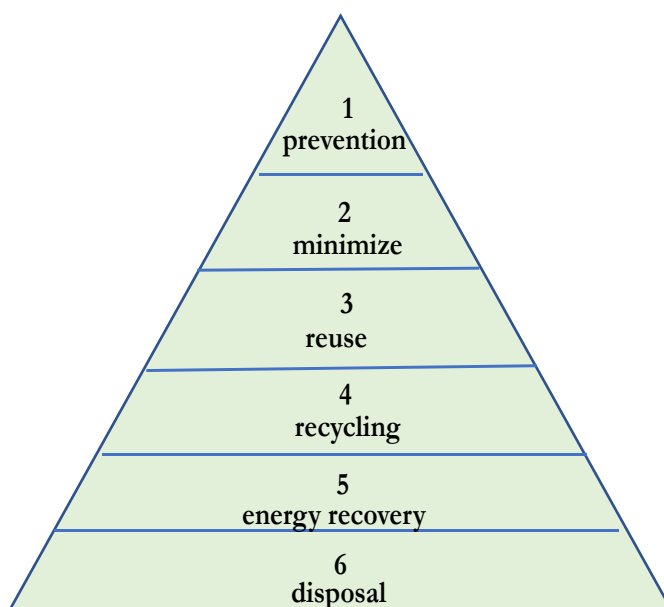 1
prevention
2
minimize
3
reuse
4
recycling
5
energy recovery
6
disposal